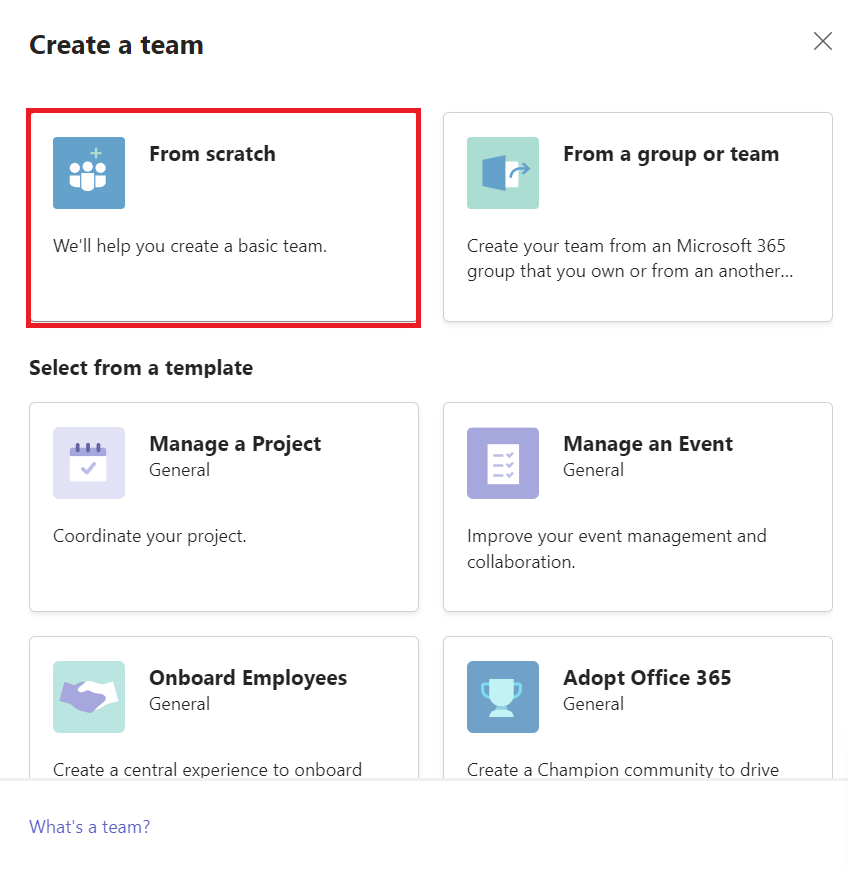 Create a team
From scratch
We'll help you create a basic team.
From a group or team
Create your team from an Microsoft 365
group that you own or from an another...
Select from a template
Manage a Project
General
Coordinate your project.
Manage an Event
General
Improve your event management and
collaboration.
Onboard Employees
General
Create a central experience to onboard
Adopt Office 365
General
Create a Champion community to drive
What's a team?